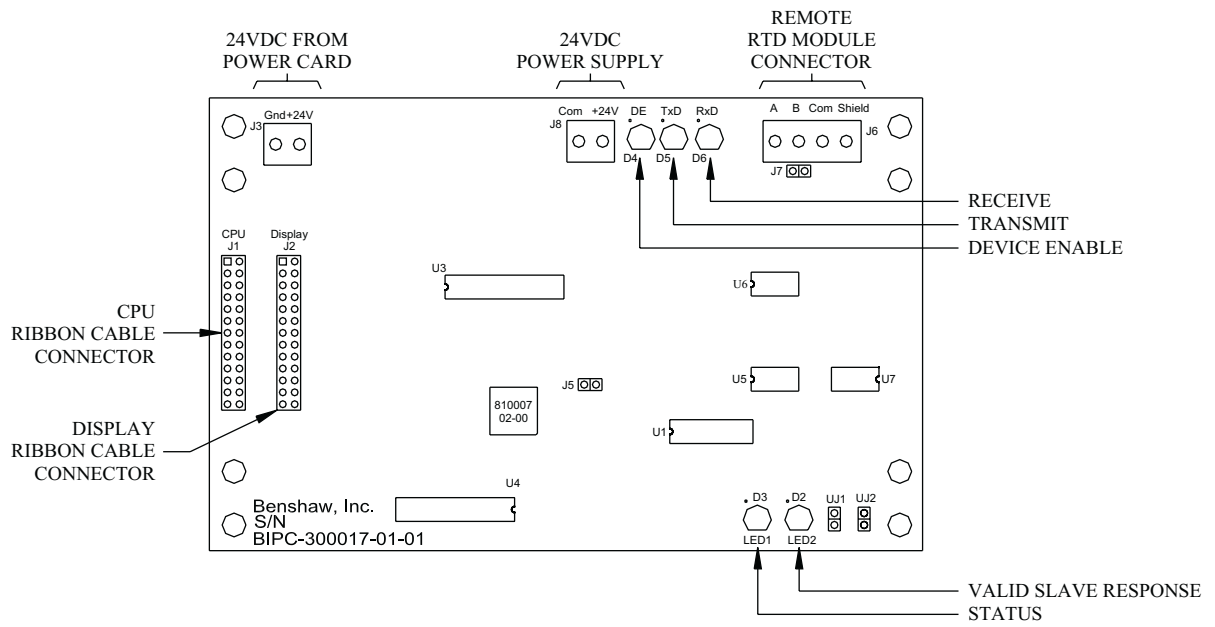 24VDC FROM
POWER CARD
24VDC
POWER SUPPLY
REMOTE
RTD MODULE
CONNECTOR
Gnd +24V
J3
Com +24V
J8
DE TxD RxD
D4 D5 D6
A B Com Shield
J6
J7
RECEIVE
TRANSMIT
DEVICE ENABLE
CPU
J1
Display
J2
U3
U6
CPU
RIBBON CABLE
CONNECTOR
J5
U5
U7
810007
02-00
U1
DISPLAY
RIBBON CABLE
CONNECTOR
U4
Benshaw, Inc.
S/N
BIPC-300017-01-01
D3 D2 UJ1 UJ2
LED1 LED2
VALID SLAVE RESPONSE
STATUS